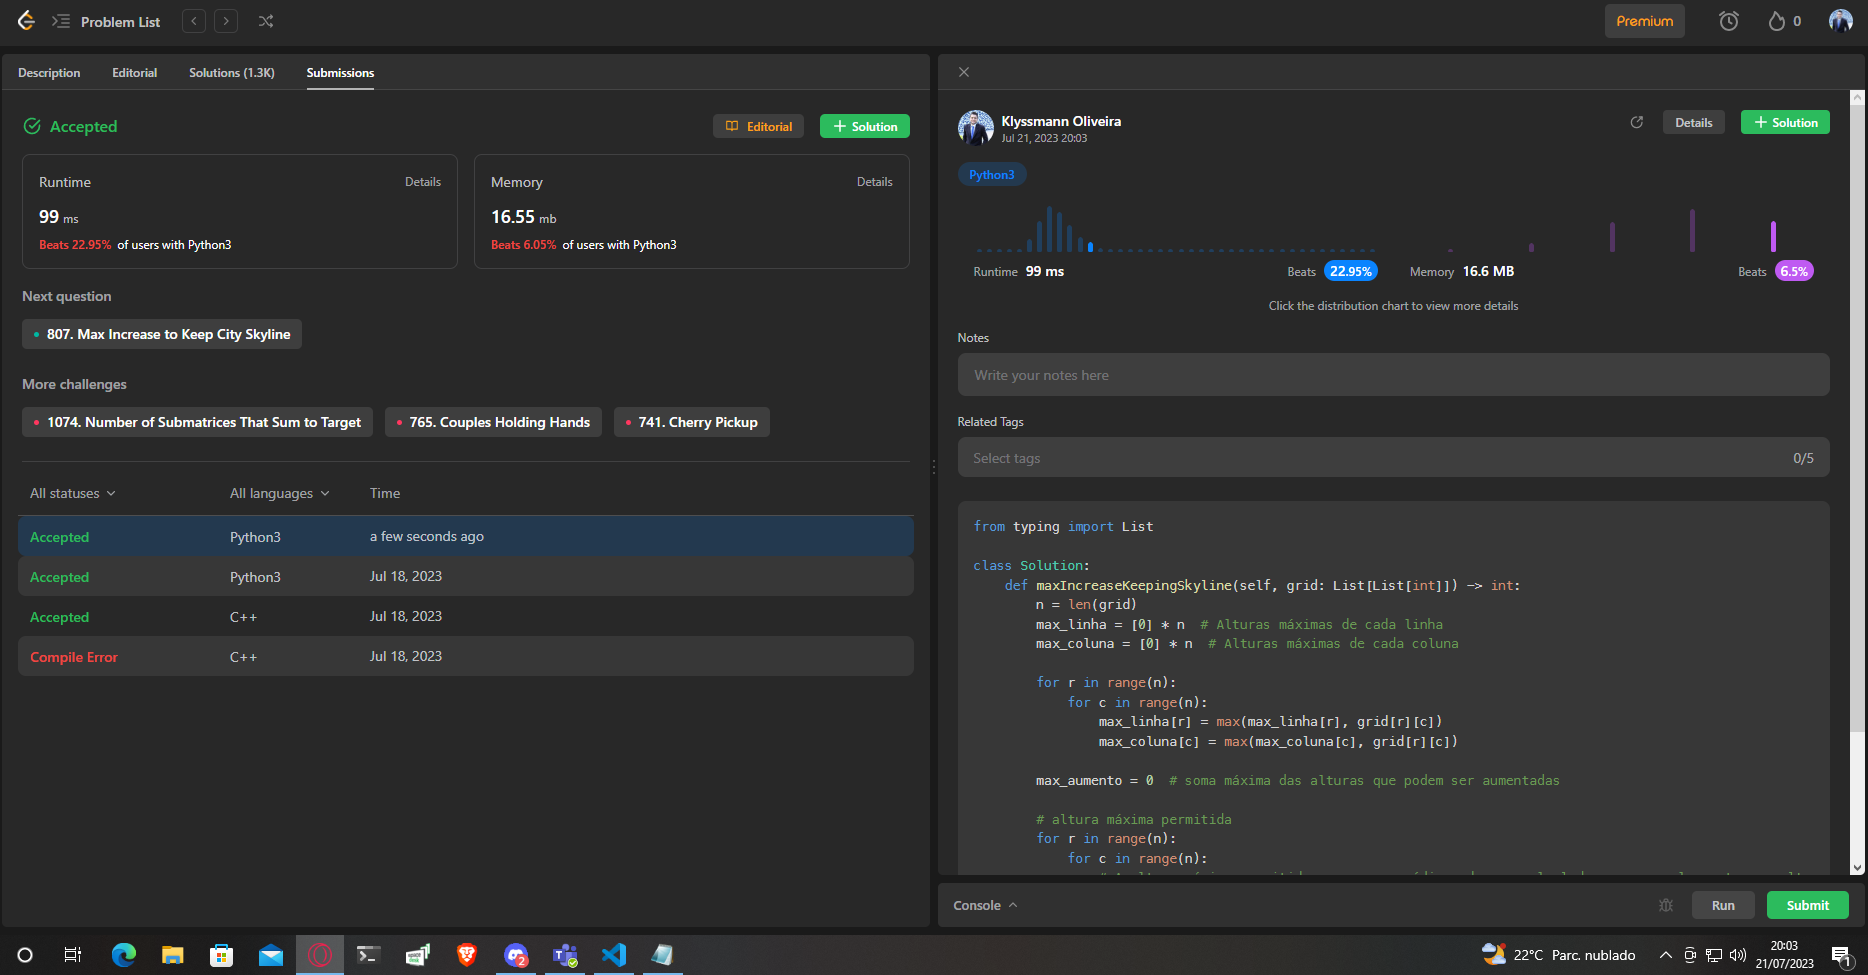 Problem List
Premium
0
Description Editorial Solutions (1.3K) Submissions
Accepted
Editorial
Solution
Runtime Details
99 ms
Beats 22.95% of users with Python3
Memory Details
16.55 mb
Beats 6.05% of users with Python3
Next question
807. Max Increase to Keep City Skyline
More challenges
1074. Number of Submatrices That Sum to Target
765. Couples Holding Hands
741. Cherry Pickup
All statuses All languages Time
Accepted Python3 a few seconds ago
Accepted Python3 Jul 18, 2023
Accepted C++ Jul 18, 2023
Compile Error C++ Jul 18, 2023
Klyssmann Oliveira
Jul 21, 2023 20:03
Details
Solution
Python3
Runtime 99 ms Beats 22.95%
Memory 16.6 MB Beats 6.5%
Click the distribution chart to view more details
Notes
Write your notes here
Related Tags
Select tags 0/5
from typing import List
class Solution:
def maxIncreaseKeepingSkyline(self, grid: List[List[int]]) -> int:
n = len(grid)
max_linha = [0] * n # Alturas máximas de cada linha
max_coluna = [0] * n # Alturas máximas de cada coluna
for r in range(n):
for c in range(n):
max_linha[r] = max(max_linha[r], grid[r][c])
max_coluna[c] = max(max_coluna[c], grid[r][c])
max_aumento = 0 # soma máxima das alturas que podem ser aumentadas
# altura máxima permitida
for r in range(n):
for c in range(n):
Console
Run
Submit
2
22°C Parc. nublado
20:03
21/07/2023
1